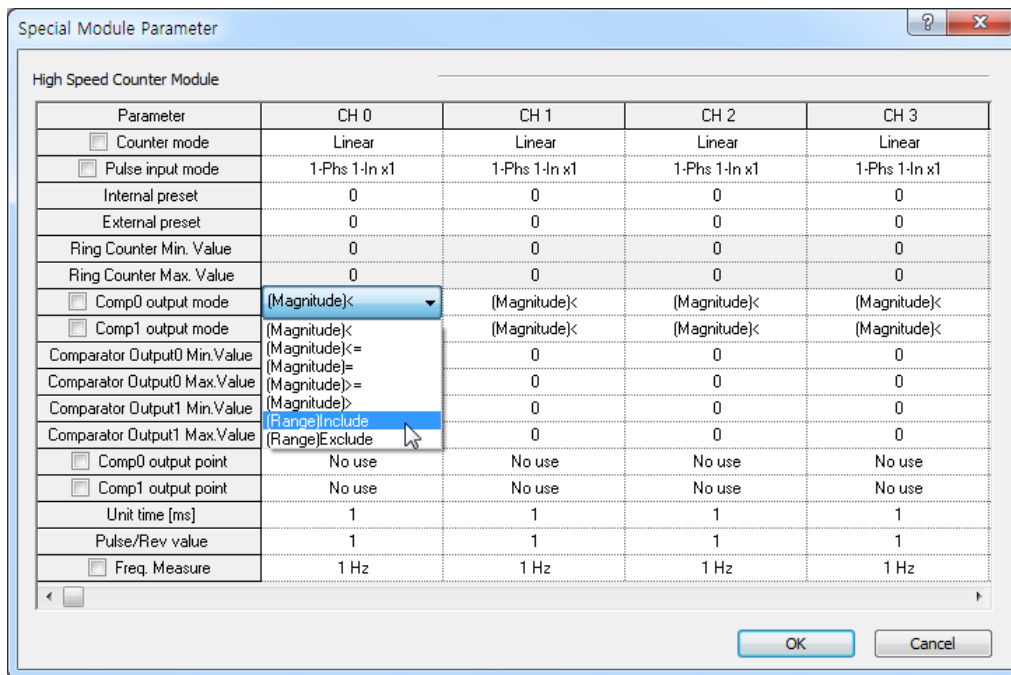 Special Module Parameter
High Speed Counter Module
Parameter CH 0 CH 1 CH 2 CH 3
Counter mode Linear Linear Linear Linear
Pulse input mode 1-Phs 1-In x1 1-Phs 1-In x1 1-Phs 1-In x1 1-Phs 1-In x1
Internal preset 0 0 0 0
External preset 0 0 0 0
Ring Counter Min. Value 0 0 0 0
Ring Counter Max. Value 0 0 0 0
Comp0 output mode (Magnitude)< (Magnitude)< (Magnitude)< (Magnitude)<
Comp1 output mode (Magnitude)< (Magnitude)< (Magnitude)<
(Magnitude)<
(Magnitude)<=
(Magnitude)=
(Magnitude)>=
(Magnitude)>
(Range)Include
(Range)Exclude
Comparator Output0 Min.Value 0 0 0
Comparator Output0 Max.Value 0 0 0
Comparator Output1 Min.Value 0 0 0
Comparator Output1 Max.Value 0 0 0
Comp0 output point No use No use No use No use
Comp1 output point No use No use No use No use
Unit time [ms] 1 1 1 1
Pulse/Rev value 1 1 1 1
Freq. Measure 1 Hz 1 Hz 1 Hz 1 Hz
OK Cancel